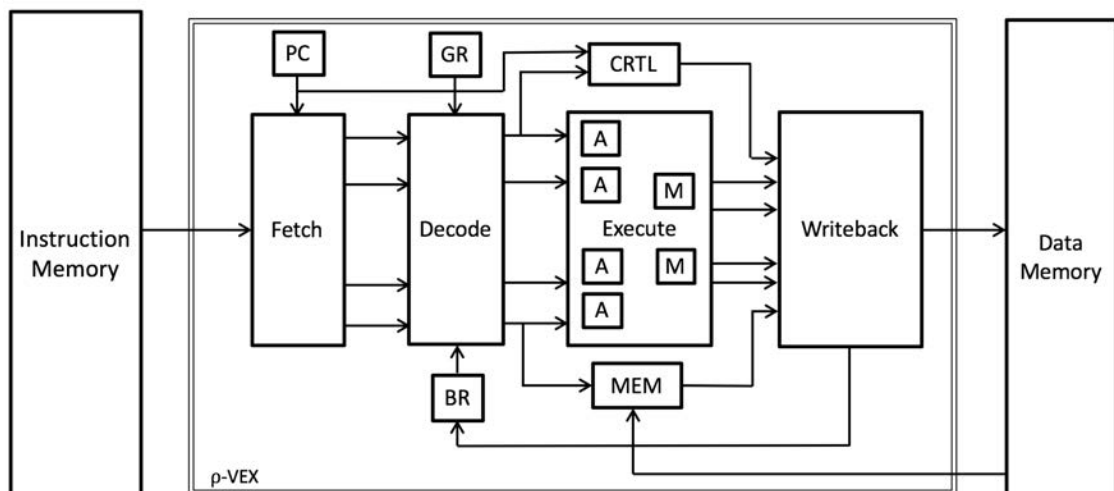 PC
GR
CRTL
A
A
M
Instruction
Memory
Fetch
Decode
Execute
Writeback
Data
Memory
A
M
A
BR
MEM
ρ-VEX